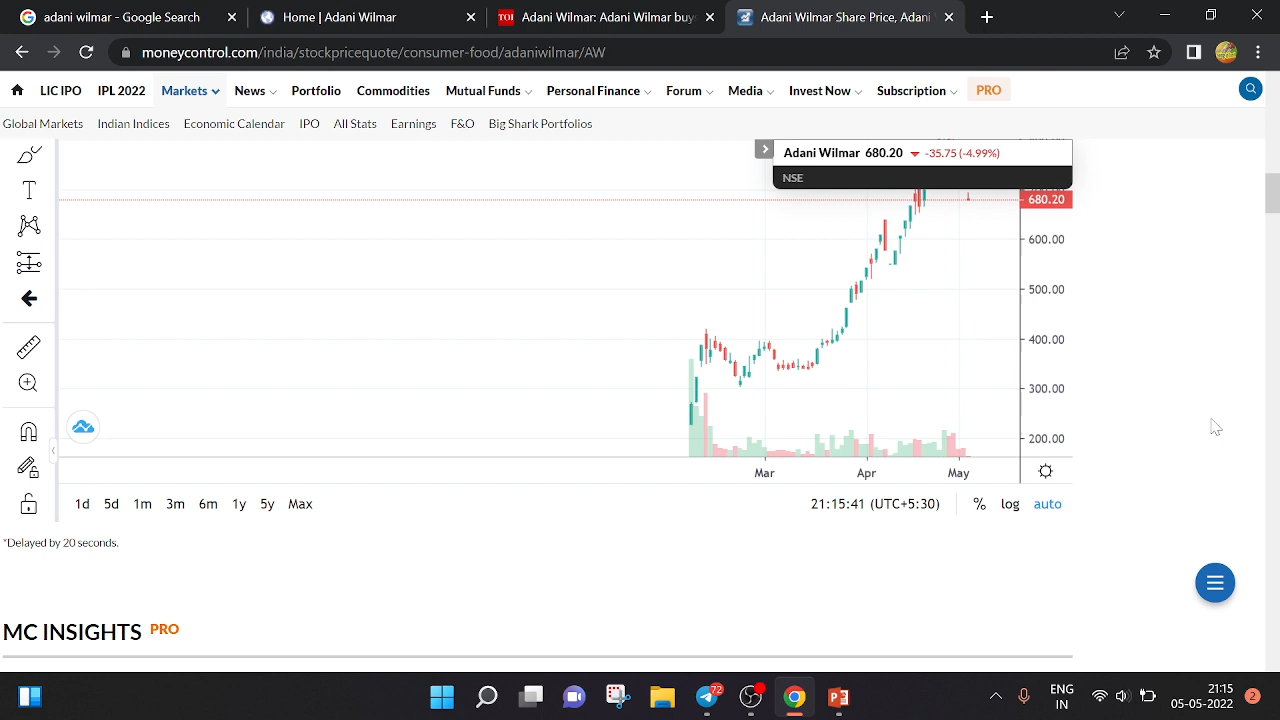 adani wilmar - Google Search
Home | Adani Wilmar
TOI Adani Wilmar: Adani Wilmar buy
Adani Wilmar Share Price, Adani
moneycontrol.com/india/stockpricequote/consumer-food/adaniwilmar/AW
LIC IPO IPL 2022 Markets News Portfolio Commodities Mutual Funds Personal Finance Forum Media Invest Now Subscription PRO
Global Markets Indian Indices Economic Calendar IPO All Stats Earnings F&O Big Shark Portfolios
Adani Wilmar 680.20 -35.75 (-4.99%)
NSE
680.20
600.00
500.00
400.00
300.00
200.00
Mar Apr May
1d 5d 1m 3m 6m 1y 5y Max 21:15:41 (UTC+5:30) % log auto
*Delayed by 20 seconds.
MC INSIGHTS PRO
72
ENG
IN
21:15
05-05-2022
2